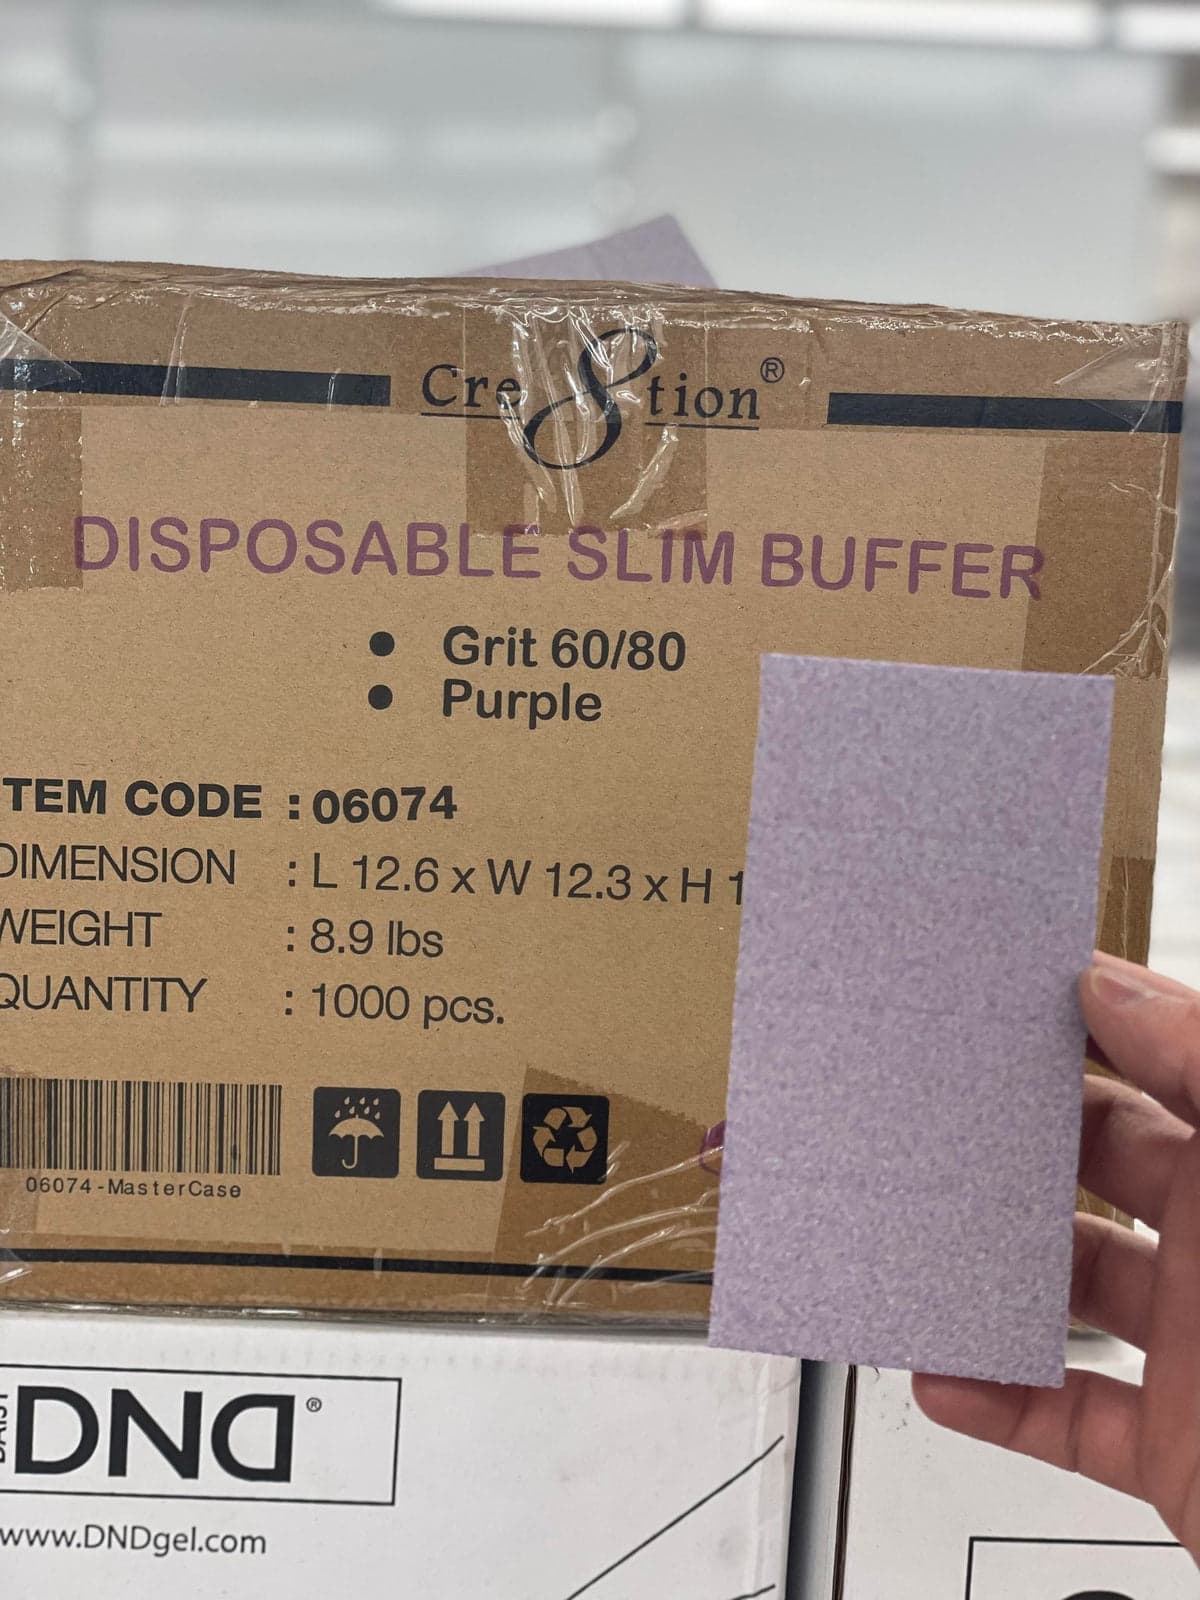 Cre8tion®
DISPOSABLE SLIM BUFFER
• Grit 60/80
• Purple
TEM CODE : 06074
DIMENSION : L 12.6 x W 12.3 x H 1
WEIGHT : 8.9 lbs
QUANTITY : 1000 pcs.
06074-MasterCase
DND®
www.DNDgel.com